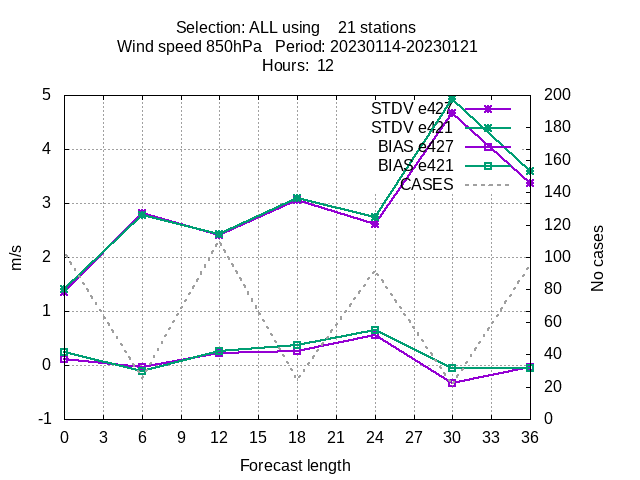 Selection: ALL using 21 stations
Wind speed 850hPa Period: 20230114-20230121
Hours: 12
STDV e427
STDV e421
BIAS e427
BIAS e421
CASES
5
4
3
2
1
0
-1
200
180
160
140
120
100
80
60
40
20
0
m/s
No cases
0 3 6 9 12 15 18 21 24 27 30 33 36
Forecast length